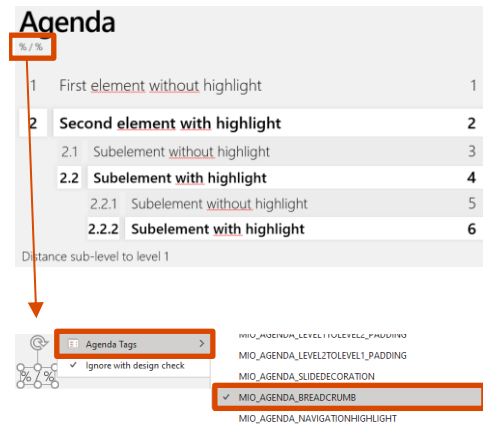 Agenda
% / %
1 First element without highlight 1
2 Second element with highlight 2
2.1 Subelement without highlight 3
2.2 Subelement with highlight 4
2.2.1 Subelement without highlight 5
2.2.2 Subelement with highlight 6
Distance sub-level to level 1
MIO_AGENDA_LEVEL1TOLEVEL2_PADDING
Agenda Tags
MIO_AGENDA_LEVEL2TOLEVEL1_PADDING
Ignore with design check
% / %
MIO_AGENDA_SLIDEDECORATION
MIO_AGENDA_BREADCRUMB
MIO_AGENDA_NAVIGATIONHIGHLIGHT